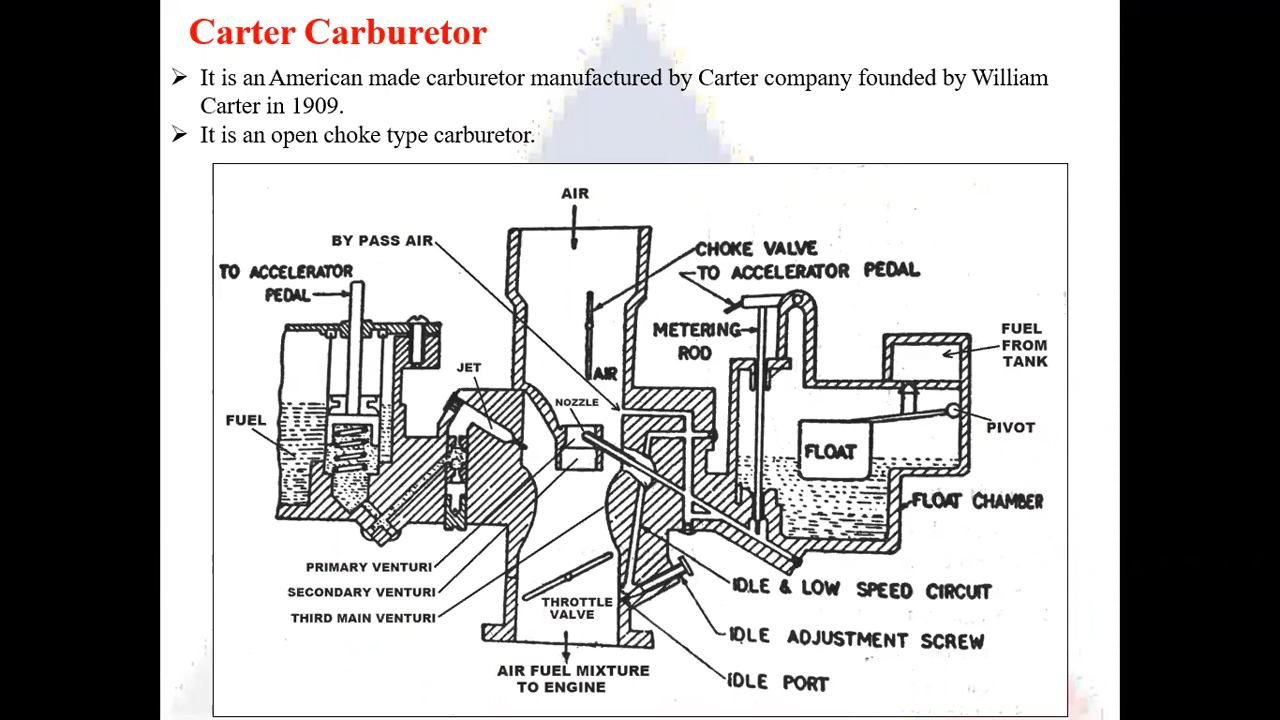 Carter Carburetor
➢ It is an American made carburetor manufactured by Carter company founded by William
Carter in 1909.
➢ It is an open choke type carburetor.
AIR
BY PASS AIR
CHOKE VALVE
TO ACCELERATOR PEDAL
TO ACCELERATOR
PEDAL
METERING
ROD
FUEL
FROM
TANK
JET
AIR
NOZZLE
FUEL
PIVOT
FLOAT
FLOAT CHAMBER
PRIMARY VENTURI
SECONDARY VENTURI
THIRD MAIN VENTURI
THROTTLE
VALVE
IDLE & LOW SPEED CIRCUIT
IDLE ADJUSTMENT SCREW
IDLE PORT
AIR FUEL MIXTURE
TO ENGINE